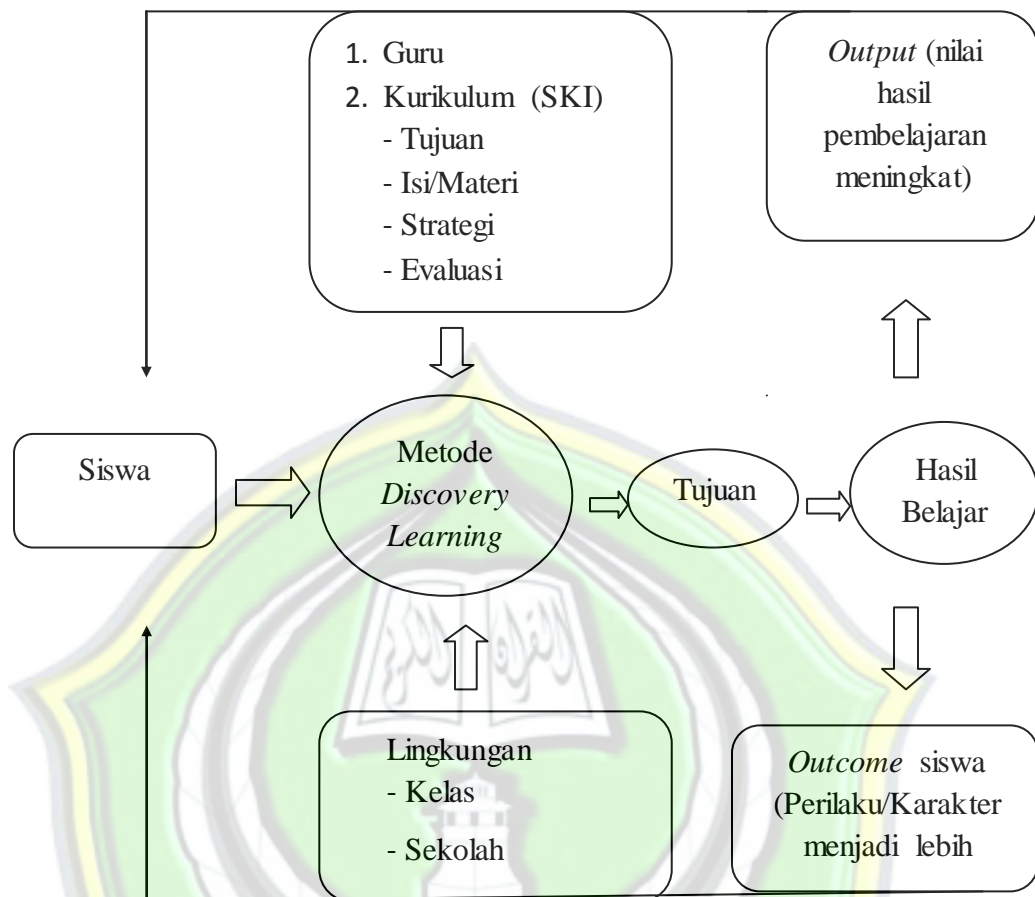 1. Guru
2. Kurikulum (SKI)
- Tujuan
- Isi/Materi
- Strategi
- Evaluasi
Output (nilai
hasil
pembelajaran
meningkat)
Siswa
Metode
Discovery
Learning
Tujuan
Hasil
Belajar
Lingkungan
- Kelas
- Sekolah
Outcome siswa
(Perilaku/Karakter
menjadi lebih